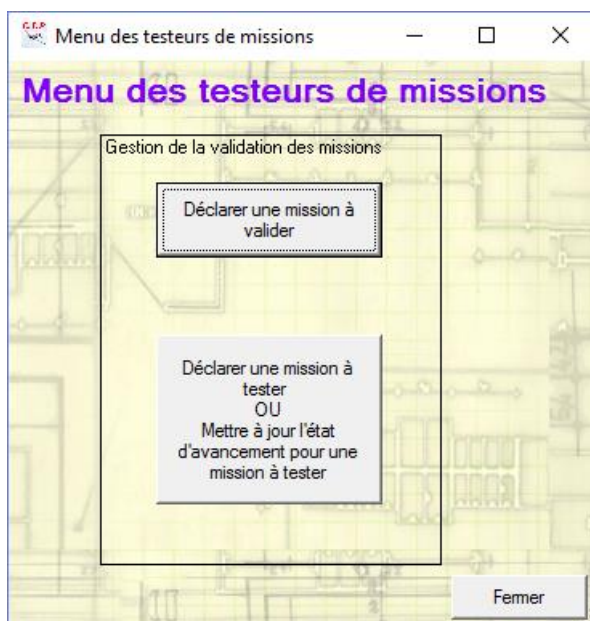 Menu des testeurs de missions
Menu des testeurs de missions
Gestion de la validation des missions
Déclarer une mission à
valider
Déclarer une mission à
tester
OU
Mettre à jour l'état
d'avancement pour une
mission à tester
Fermer